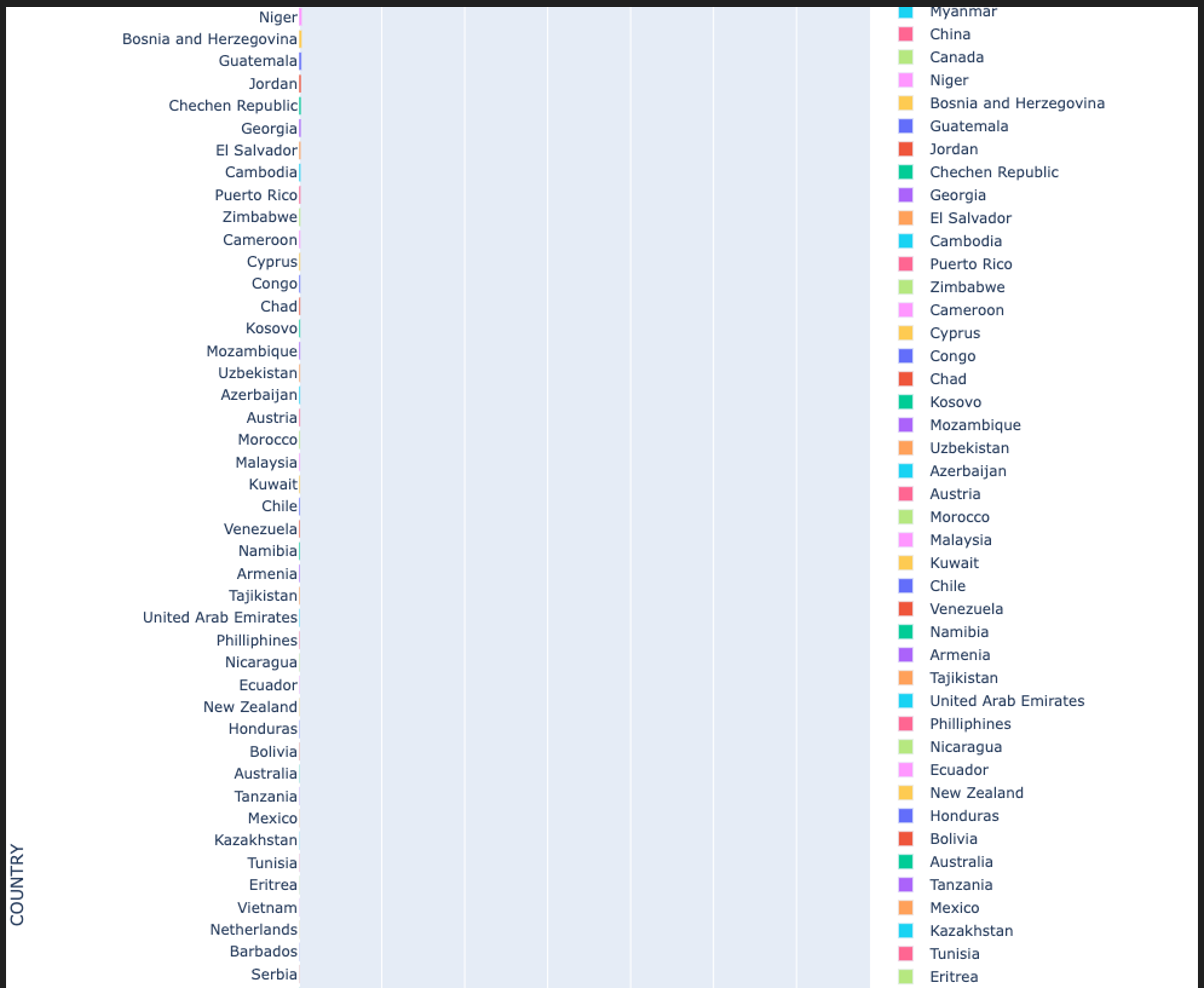 Niger
Bosnia and Herzegovina
Guatemala
Jordan
Chechen Republic
Georgia
El Salvador
Cambodia
Puerto Rico
Zimbabwe
Cameroon
Cyprus
Congo
Chad
Kosovo
Mozambique
Uzbekistan
Azerbaijan
Austria
Morocco
Malaysia
Kuwait
Chile
Venezuela
Namibia
Armenia
Tajikistan
United Arab Emirates
Philliphines
Nicaragua
Ecuador
New Zealand
Honduras
Bolivia
Australia
Tanzania
Mexico
Kazakhstan
Tunisia
Eritrea
Vietnam
Netherlands
Barbados
Serbia
COUNTRY
Myanmar
China
Canada
Niger
Bosnia and Herzegovina
Guatemala
Jordan
Chechen Republic
Georgia
El Salvador
Cambodia
Puerto Rico
Zimbabwe
Cameroon
Cyprus
Congo
Chad
Kosovo
Mozambique
Uzbekistan
Azerbaijan
Austria
Morocco
Malaysia
Kuwait
Chile
Venezuela
Namibia
Armenia
Tajikistan
United Arab Emirates
Philliphines
Nicaragua
Ecuador
New Zealand
Honduras
Bolivia
Australia
Tanzania
Mexico
Kazakhstan
Tunisia
Eritrea